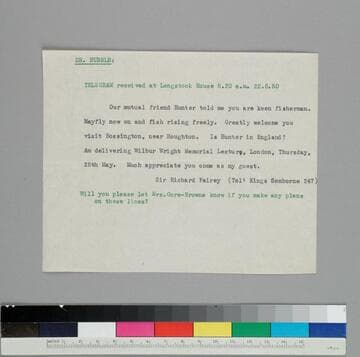 DR. HUBBLE:
TELEGRAM received at Longstock House 8.20 a.m. 22.5.50
Our mutual friend Hunter told me you are keen fisherman.
Mayfly now on and fish rising freely. Greatly welcome you
visit Bossington, near Houghton. Is Hunter in England?
Am delivering Wilbur Wright Memorial Lecture, London, Thursday,
25th May. Much appreciate you come as my guest.
Sir Richard Fairey (Tel: Kings Somborne 247)
Will you please let Mrs.Gore-Browne know if you make any plans
on these lines?